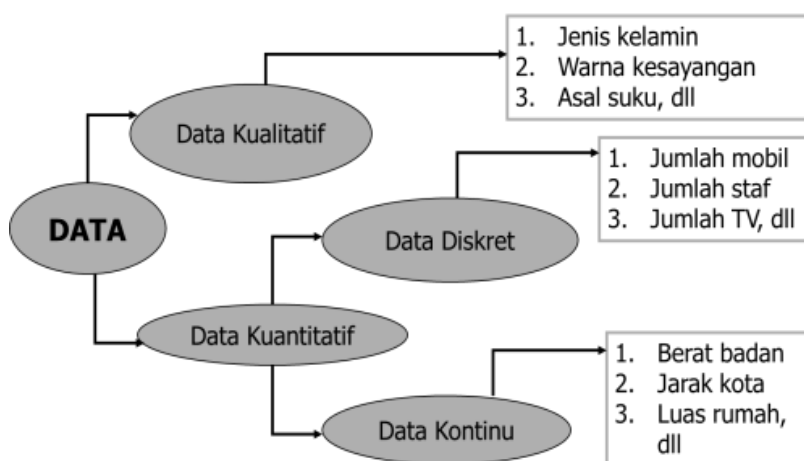 1. Jenis kelamin
2. Warna kesayangan
3. Asal suku, dll
Data Kualitatif
1. Jumlah mobil
2. Jumlah staf
3. Jumlah TV, dll
DATA
Data Diskret
Data Kuantitatif
1. Berat badan
2. Jarak kota
3. Luas rumah,
dll
Data Kontinu